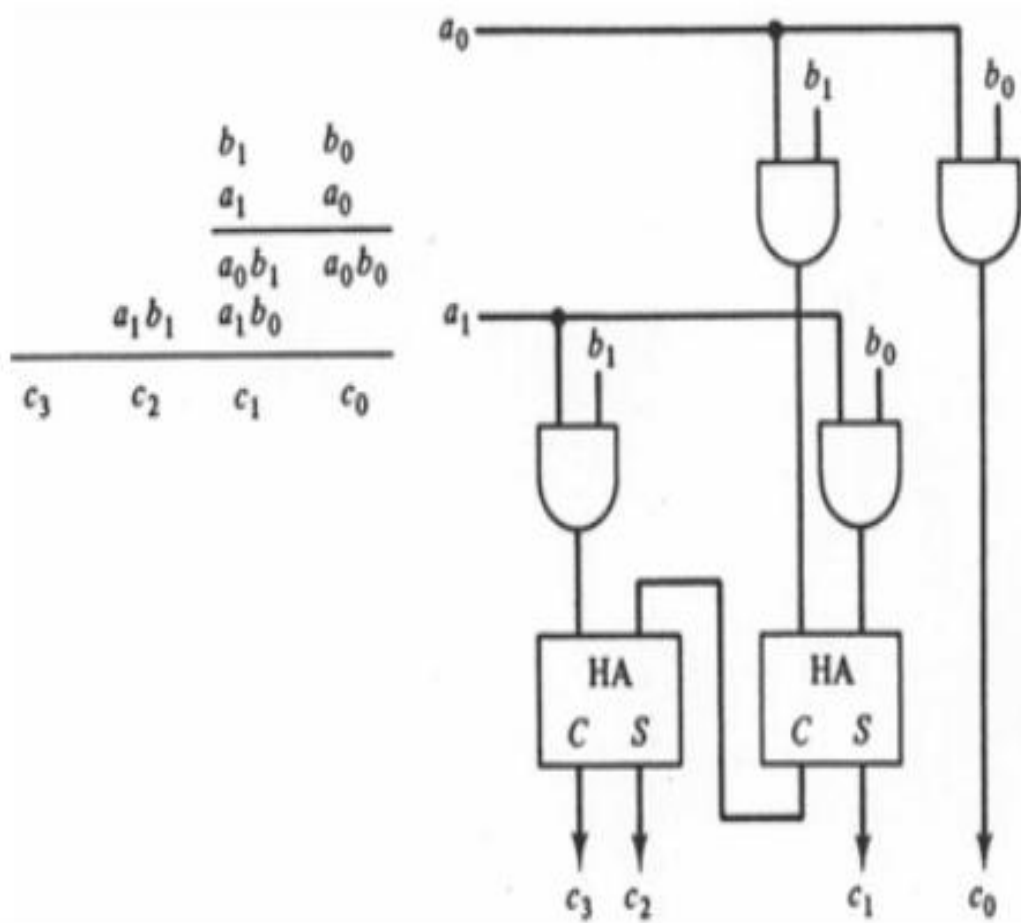 b₁ b₀
a₁ a₀
a₀b₁ a₀b₀
a₁b₁ a₁b₀
c₃ c₂ c₁ c₀
a₀
b₁ b₀
a₁
b₁ b₀
HA HA
C S C S
c₃ c₂ c₁ c₀